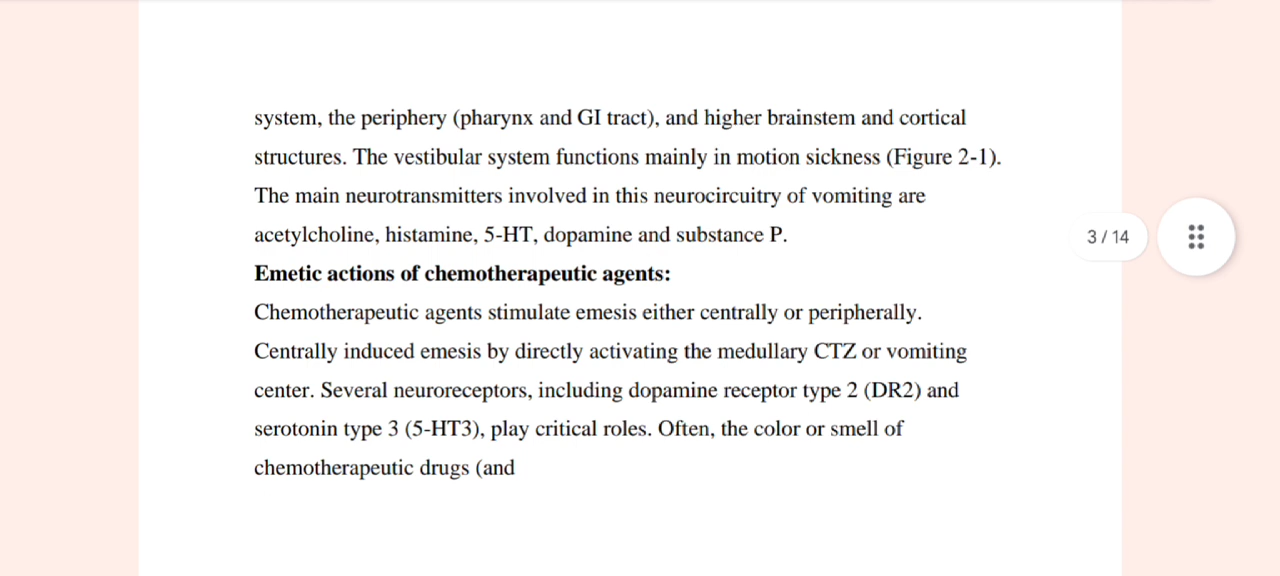 system, the periphery (pharynx and GI tract), and higher brainstem and cortical
structures. The vestibular system functions mainly in motion sickness (Figure 2-1).
The main neurotransmitters involved in this neurocircuitry of vomiting are
acetylcholine, histamine, 5-HT, dopamine and substance P.
3 / 14
Emetic actions of chemotherapeutic agents:
Chemotherapeutic agents stimulate emesis either centrally or peripherally.
Centrally induced emesis by directly activating the medullary CTZ or vomiting
center. Several neuroreceptors, including dopamine receptor type 2 (DR2) and
serotonin type 3 (5-HT3), play critical roles. Often, the color or smell of
chemotherapeutic drugs (and